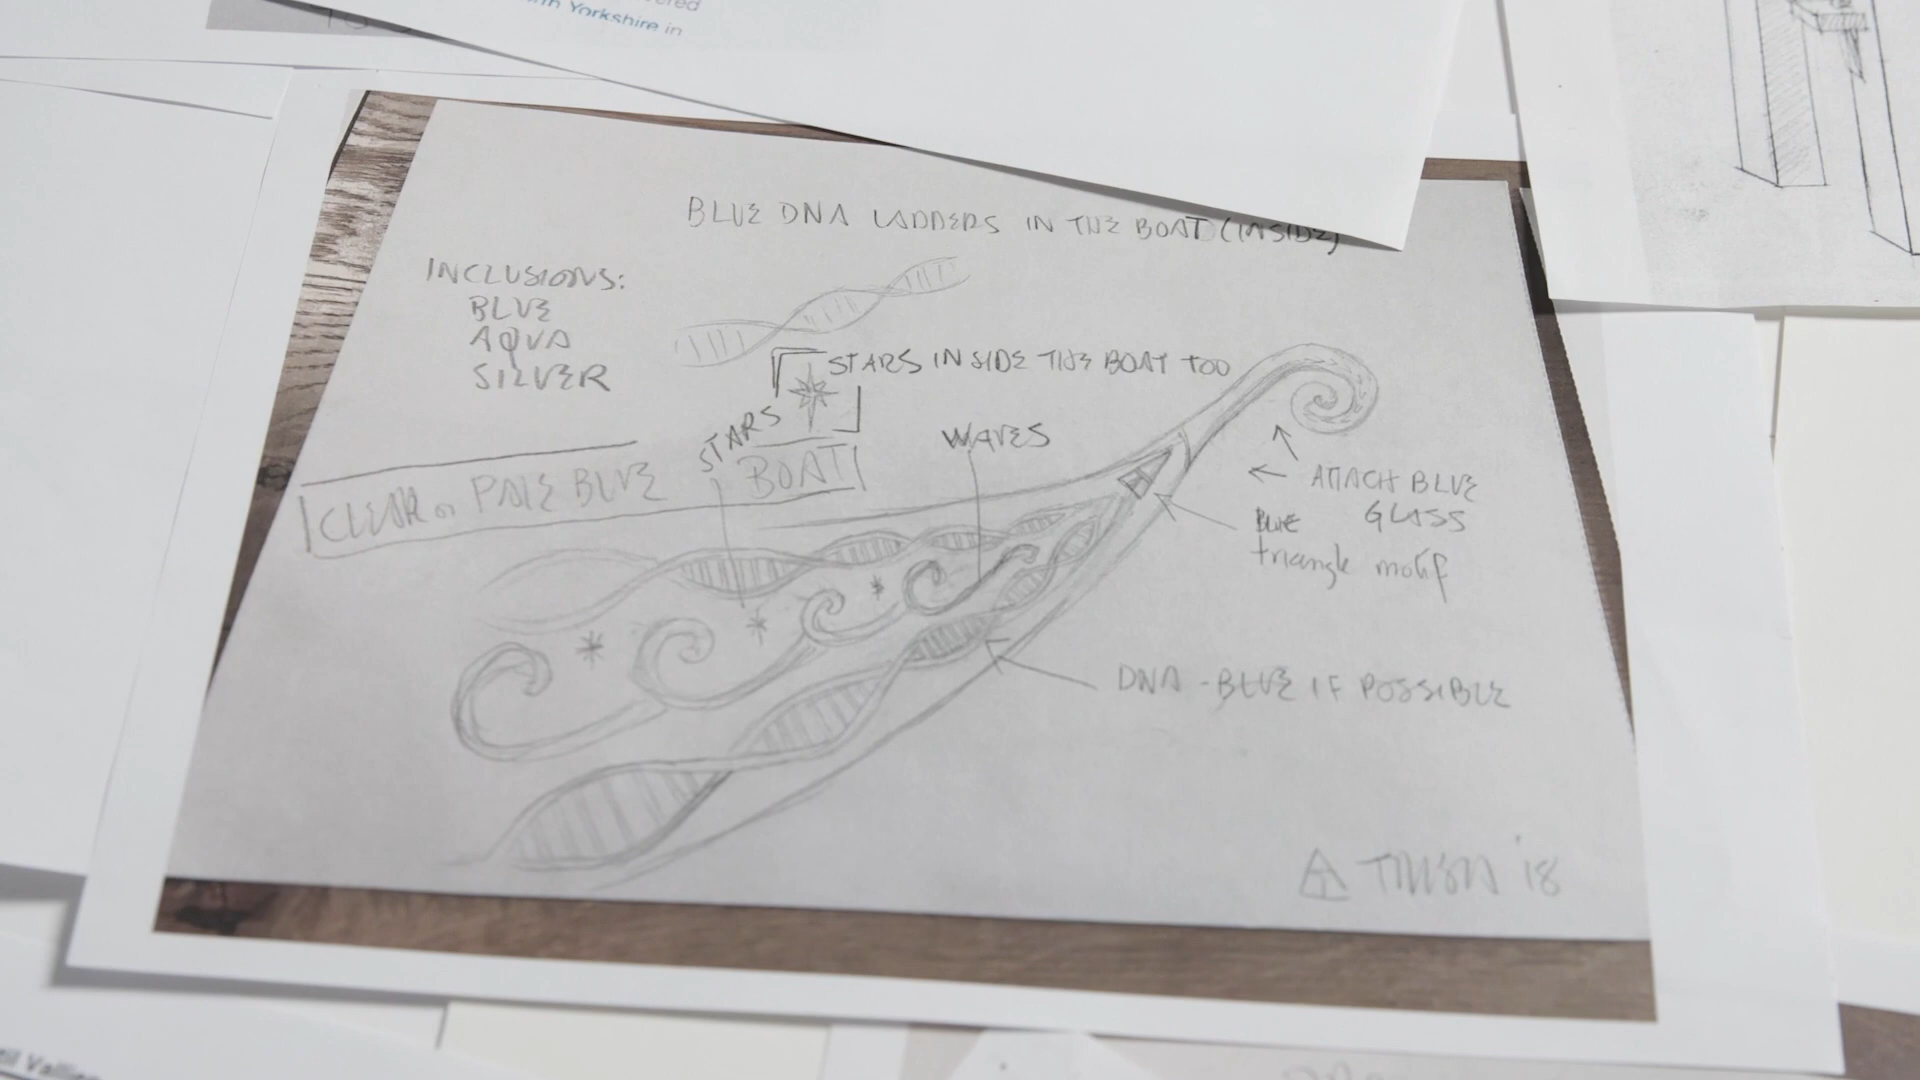 Yorkshire in
BLUE DNA LADDERS IN THE BOAT (INSIDE)
INCLUSIONS:
BLUE
AQUA
SILVER
STARS INSIDE THE BOAT TOO
STARS
WAVES
CLEAR or PALE BLUE BOAT
ATTACH BLUE
GLASS
BLUE
triangle motif
DNA - BLUE IF POSSIBLE
'18